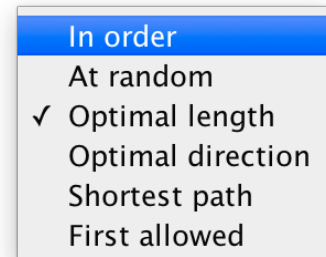 In order
At random
✓ Optimal length
Optimal direction
Shortest path
First allowed